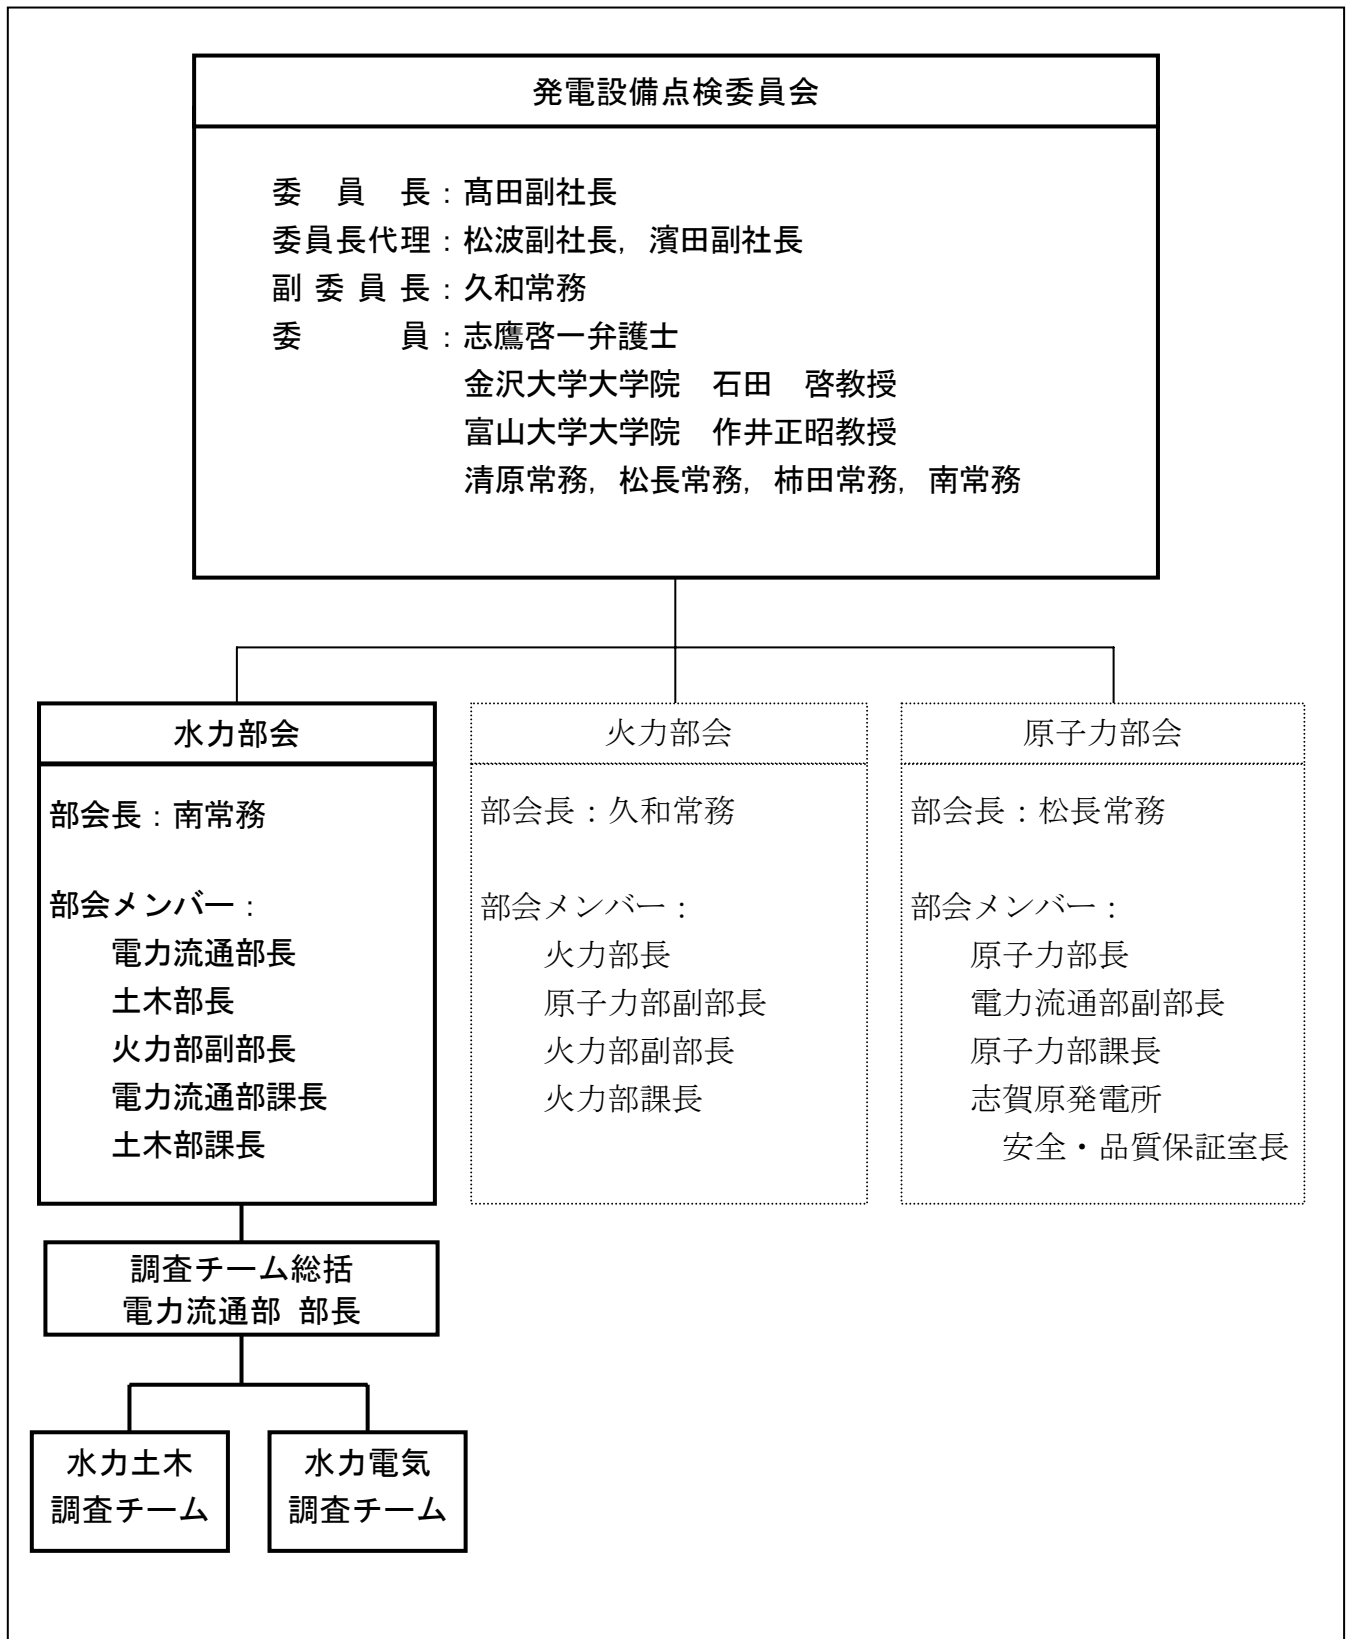 発電設備点検委員会
委　員　長：髙田副社長
委員長代理：松波副社長，濱田副社長
副 委 員 長：久和常務
委　　　員：志鷹啓一弁護士
金沢大学大学院　石田　啓教授
富山大学大学院　作井正昭教授
清原常務，松長常務，柿田常務，南常務
水力部会
部会長：南常務
部会メンバー：
電力流通部長
土木部長
火力部副部長
電力流通部課長
土木部課長
火力部会
部会長：久和常務
部会メンバー：
火力部長
原子力部副部長
火力部副部長
火力部課長
原子力部会
部会長：松長常務
部会メンバー：
原子力部長
電力流通部副部長
原子力部課長
志賀原発電所
安全・品質保証室長
調査チーム総括
電力流通部 部長
水力土木
調査チーム
水力電気
調査チーム